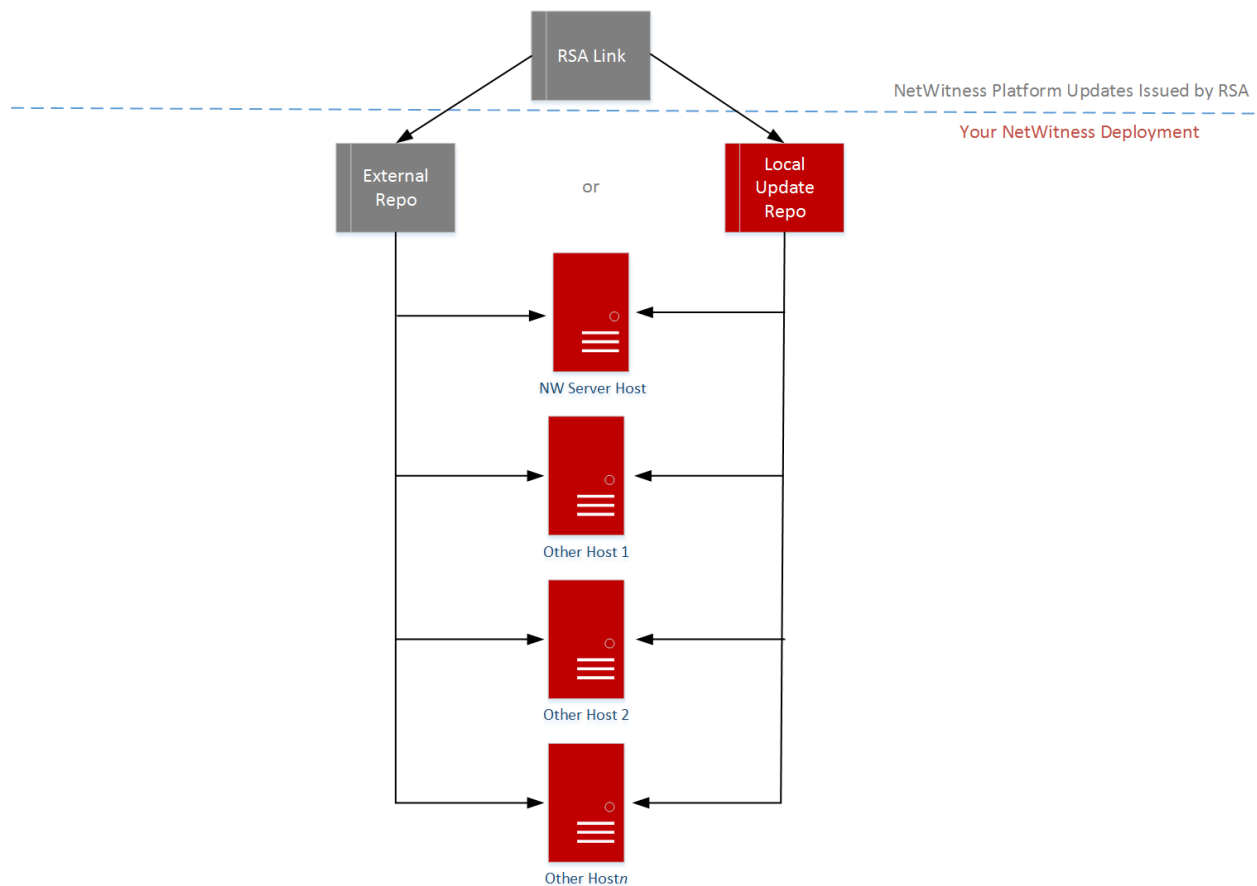 RSA Link
NetWitness Platform Updates Issued by RSA
Your NetWitness Deployment
External
Repo
or
Local
Update
Repo
NW Server Host
Other Host 1
Other Host 2
Other Hostn